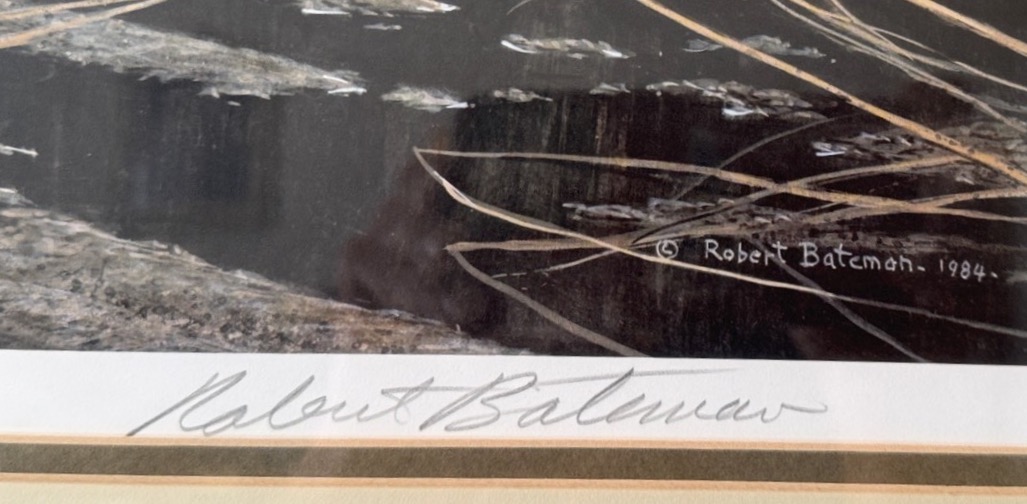 © Robert Bateman - 1984 -
Robert Bateman